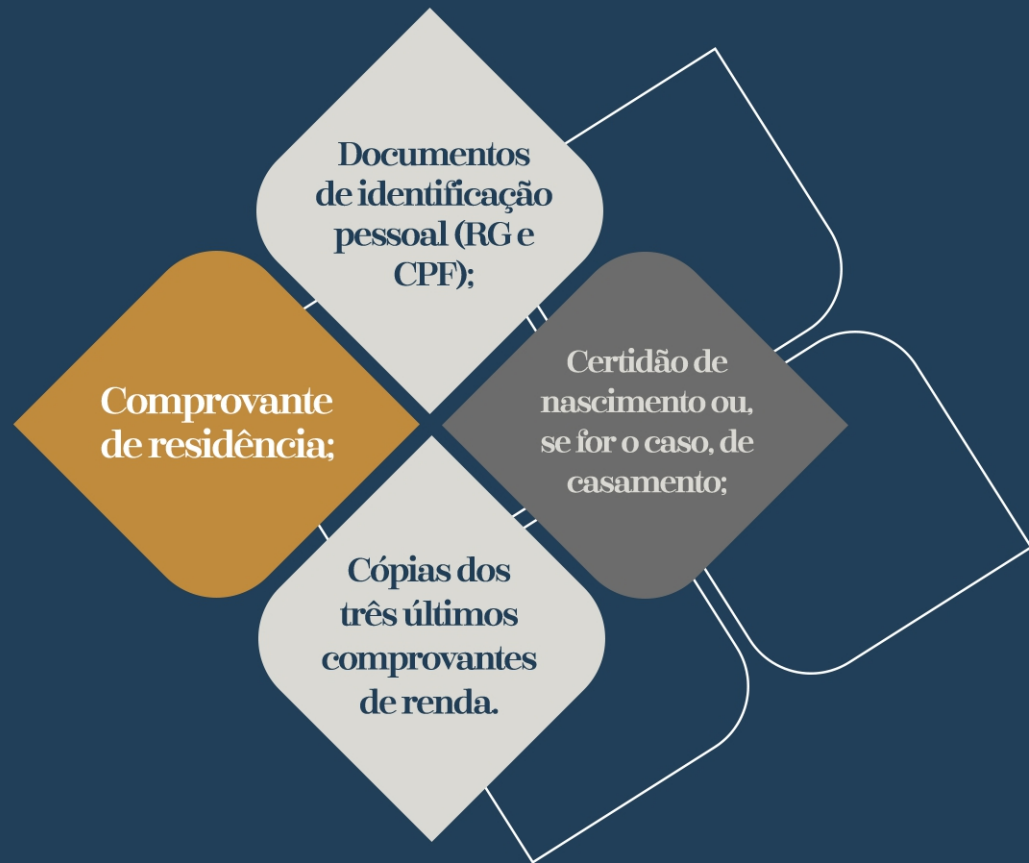 Documentos
de identificação
pessoal (RG e
CPF);
Comprovante
de residência;
Certidão de
nascimento ou,
se for o caso, de
casamento;
Cópias dos
três últimos
comprovantes
de renda.